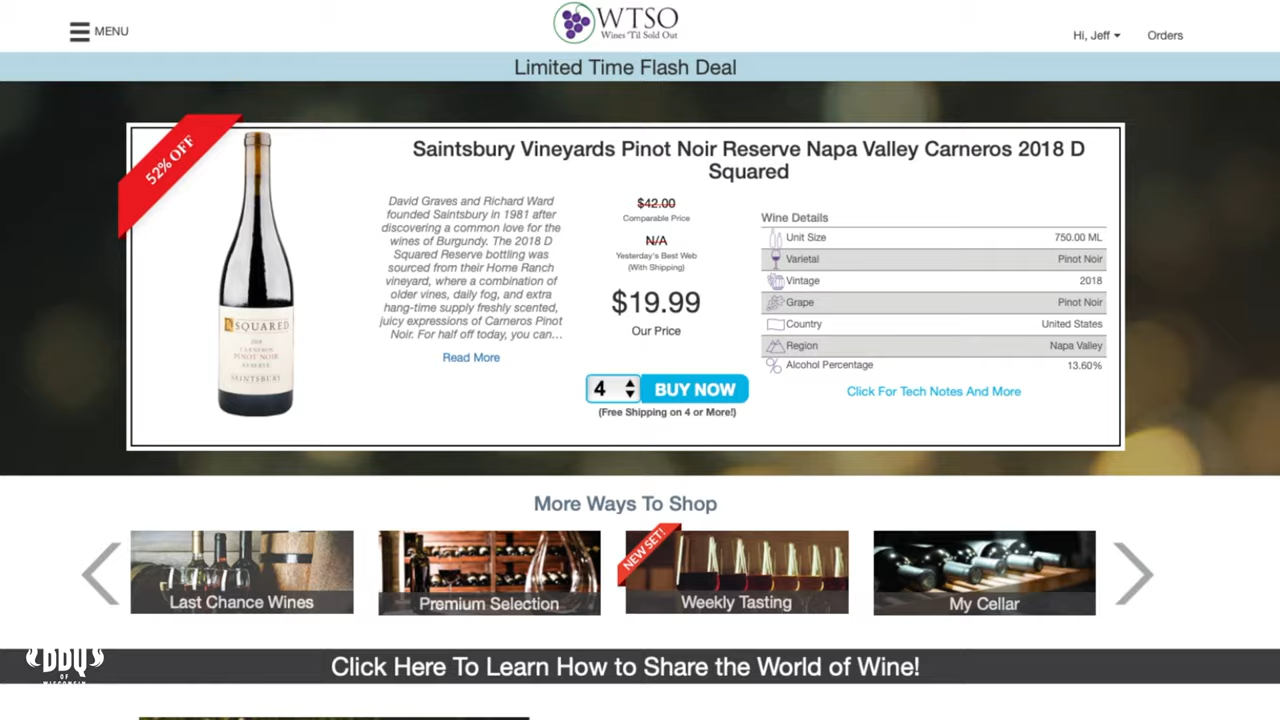 MENU
WTSO
Wines 'Til Sold Out
Hi, Jeff
Orders
Limited Time Flash Deal
52% OFF
Saintsbury Vineyards Pinot Noir Reserve Napa Valley Carneros 2018 D
Squared
David Graves and Richard Ward
founded Saintsbury in 1981 after
discovering a common love for the
wines of Burgundy. The 2018 D
Squared Reserve bottling was
sourced from their Home Ranch
vineyard, where a combination of
older vines, daily fog, and extra
hang-time supply freshly scented,
juicy expressions of Carneros Pinot
Noir. For half off today, you can…
Read More
$42.00
Comparable Price
N/A
Yesterday's Best Web
(With Shipping)
$19.99
Our Price
4
BUY NOW
(Free Shipping on 4 or More!)
Wine Details
Unit Size 750.00 ML
Varietal Pinot Noir
Vintage 2018
Grape Pinot Noir
Country United States
Region Napa Valley
Alcohol Percentage 13.60%
Click For Tech Notes And More
SQUARED
2018
CARNEROS
PINOT NOIR
RESERVE
SAINTSBURY
More Ways To Shop
Last Chance Wines
Premium Selection
NEW SET!
Weekly Tasting
My Cellar
BBQ
OF
WISCONSIN
Click Here To Learn How to Share the World of Wine!